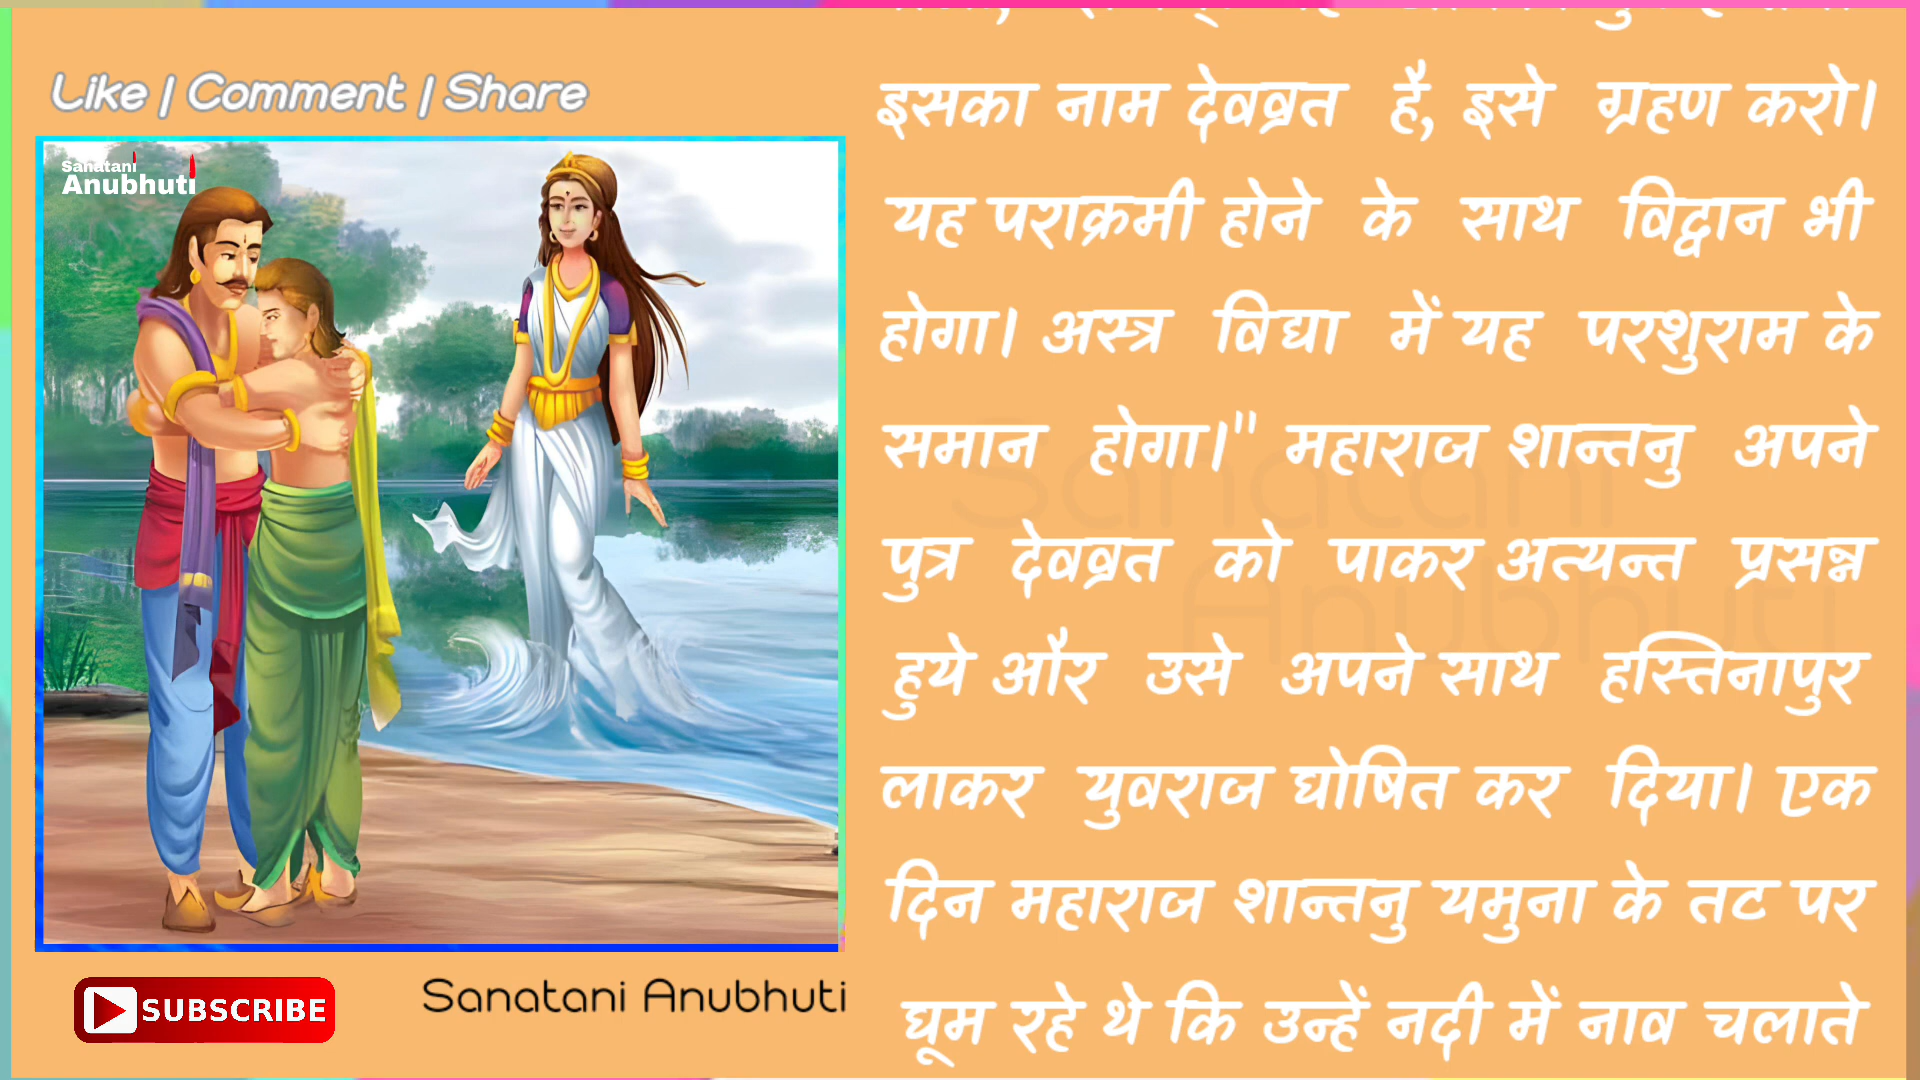 Like | Comment | Share
Sanatani
Anubhuti
SUBSCRIBE
Sanatani Anubhuti
इसका नाम देवव्रत है, इसे ग्रहण करो।
यह पराक्रमी होने के साथ विद्वान भी
होगा। अस्त्र विद्या में यह परशुराम के
समान होगा।" महाराज शान्तनु अपने
पुत्र देवव्रत को पाकर अत्यन्त प्रसन्न
हुये और उसे अपने साथ हस्तिनापुर
लाकर युवराज घोषित कर दिया। एक
दिन महाराज शान्तनु यमुना के तट पर
घूम रहे थे कि उन्हें नदी में नाव चलाते
Sanatani
Anubhuti